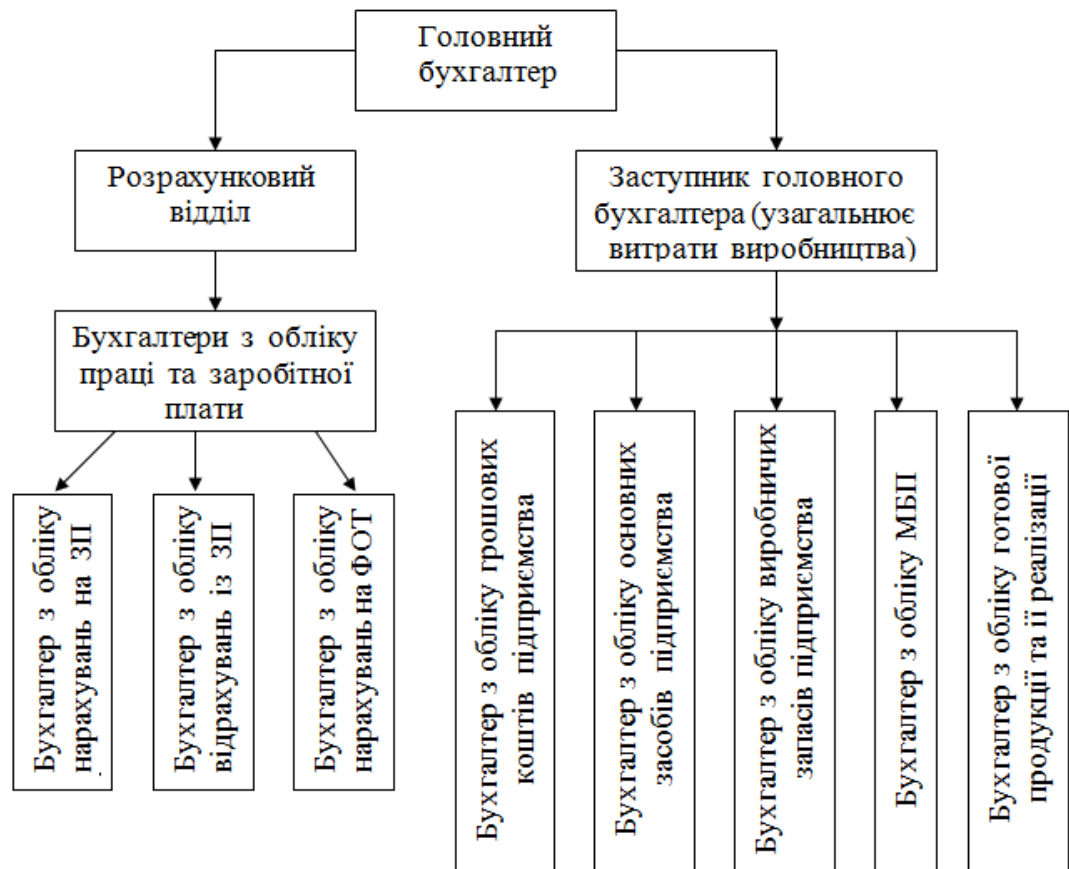 Головний
бухгалтер
Розрахунковий
відділ
Заступник головного
бухгалтера (узагальнює
витрати виробництва)
Бухгалтери з обліку
праці та заробітної
плати
Бухгалтер з обліку
нарахувань на ЗП
Бухгалтер з обліку
відрахувань із ЗП
Бухгалтер з обліку
нарахувань на ФОТ
Бухгалтер з обліку грошових
коштів підприємства
Бухгалтер з обліку основних
засобів підприємства
Бухгалтер з обліку виробничих
запасів підприємства
Бухгалтер з обліку МБП
Бухгалтер з обліку готової
продукції та її реалізації